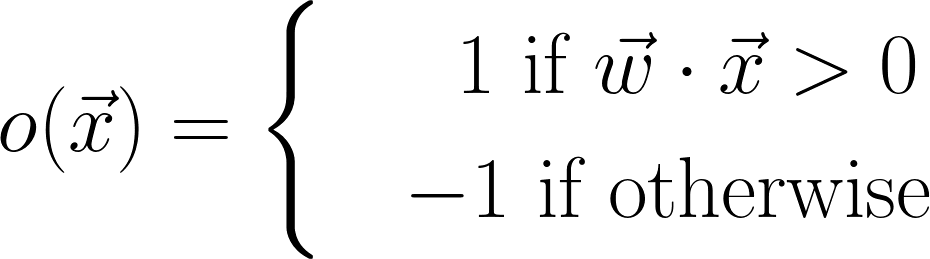 1 if w⃗ · x⃗ > 0
o(x⃗) = {
−1 if otherwise